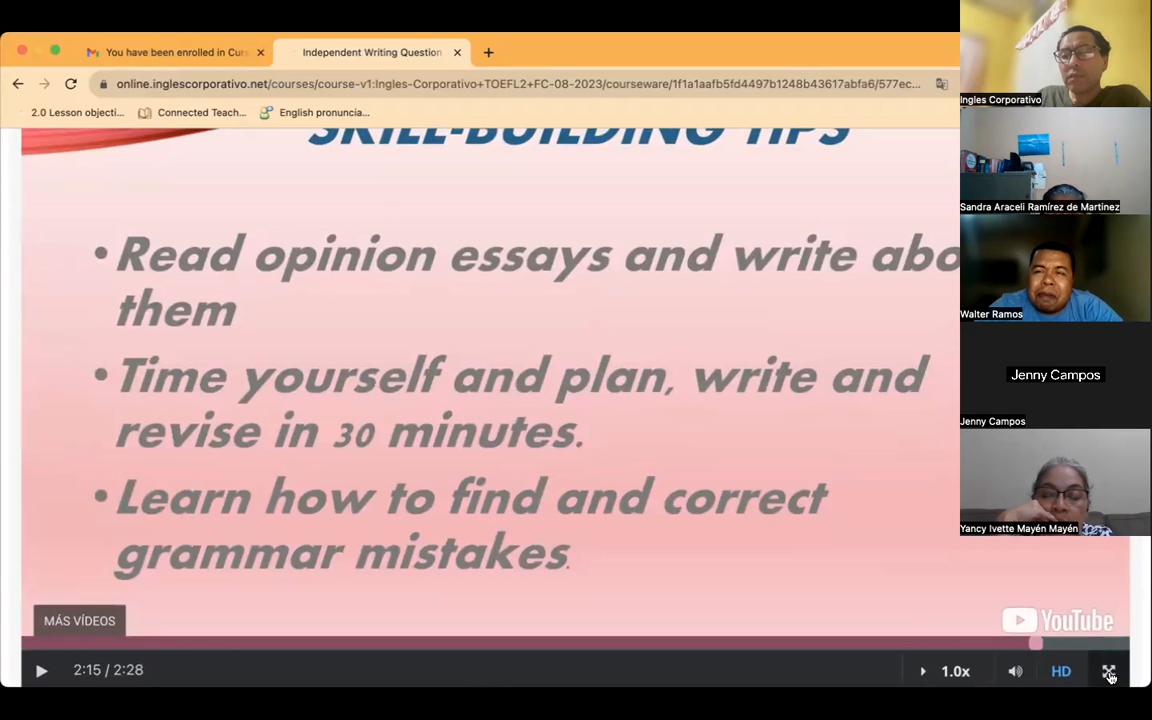 You have been enrolled in Cur
Independent Writing Question
online.inglescorporativo.net/courses/course-v1:Ingles-Corporativo+TOEFL2+FC-08-2023/courseware/1f1a1aafb5fd4497b1248b43617abfa6/577ec...
2.0 Lesson objecti...
Connected Teach...
English pronuncia...
SKILL-BUILDING TIPS
• Read opinion essays and write abo
them
• Time yourself and plan, write and
revise in 30 minutes.
• Learn how to find and correct
grammar mistakes.
MÁS VÍDEOS
YouTube
2:15 / 2:28
1.0x
HD
Ingles Corporativo
Sandra Araceli Ramírez de Martinez
Walter Ramos
Jenny Campos
Jenny Campos
Yancy Ivette Mayén Mayén